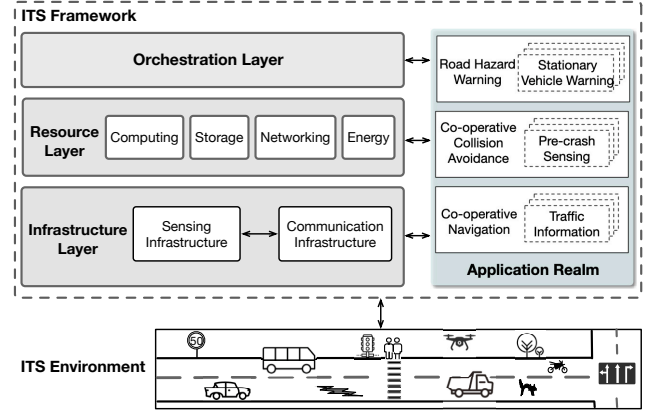 ITS Framework
Orchestration Layer
Resource
Layer
Computing
Storage
Networking
Energy
Infrastructure
Layer
Sensing
Infrastructure
Communication
Infrastructure
Road Hazard
Warning
Stationary
Vehicle Warning
Co-operative
Collision
Avoidance
Pre-crash
Sensing
Co-operative
Navigation
Traffic
Information
Application Realm
ITS Environment
50